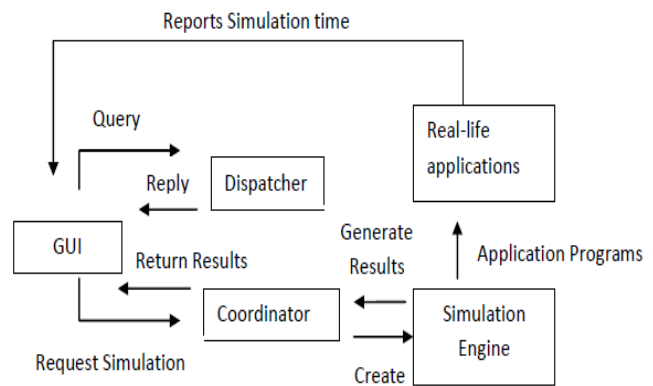 Reports Simulation time
Query
Real-life
applications
Reply
Dispatcher
GUI
Generate
Results
Application Programs
Return Results
Coordinator
Simulation
Engine
Request Simulation
Create